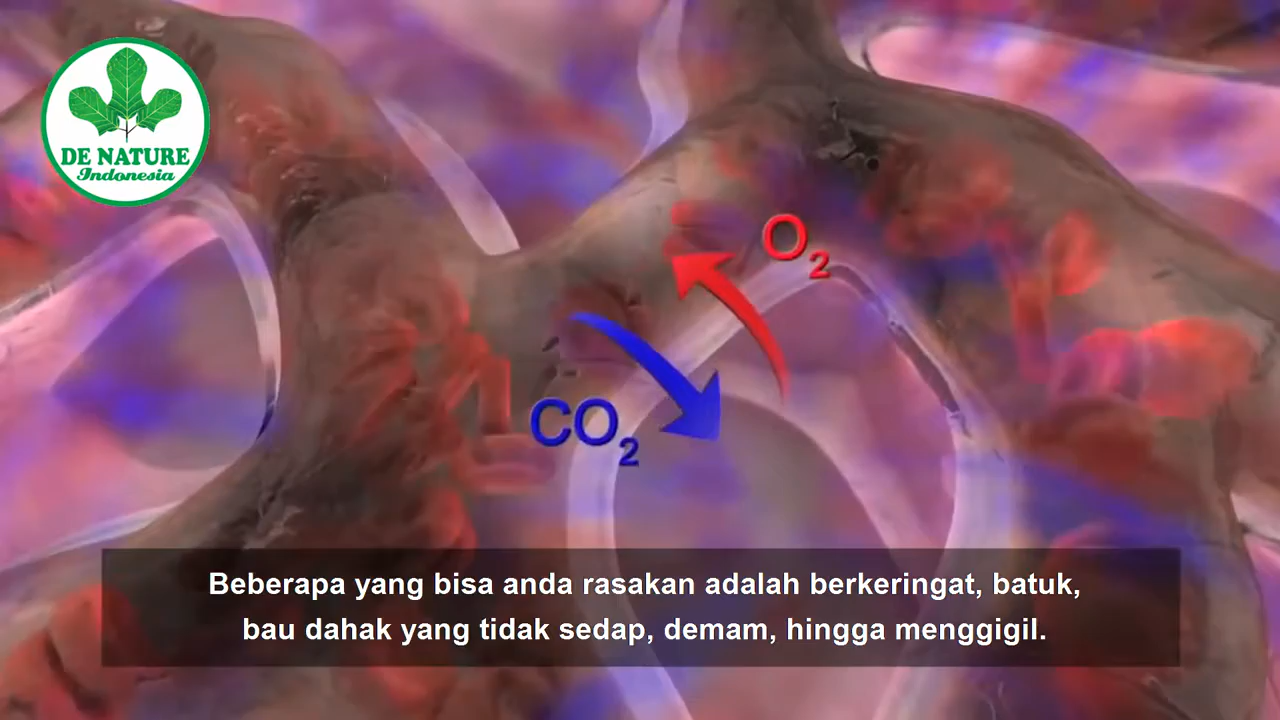 DE NATURE
Indonesia
O₂
CO₂
Beberapa yang bisa anda rasakan adalah berkeringat, batuk,
bau dahak yang tidak sedap, demam, hingga menggigil.